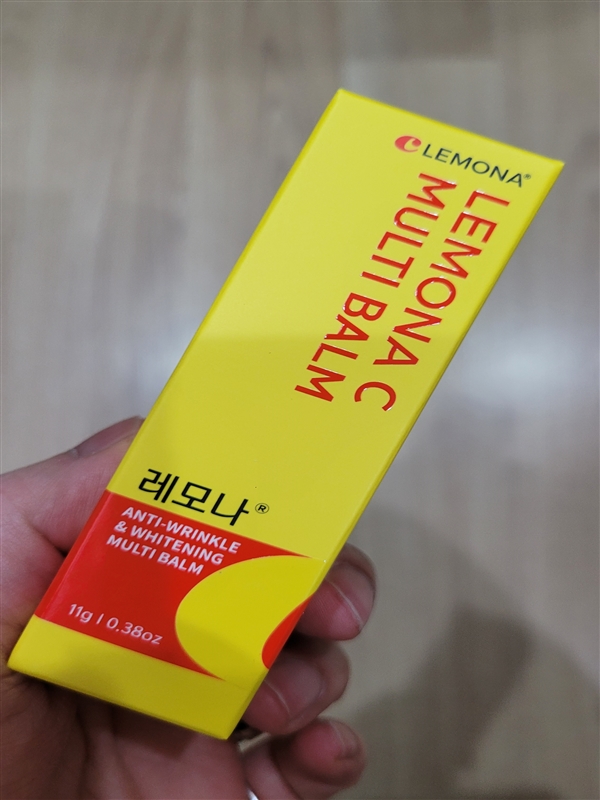 LEMONA®
LEMONA C
MULTI BALM
레모나®
ANTI-WRINKLE
& WHITENING
MULTI BALM
11g | 0.38oz